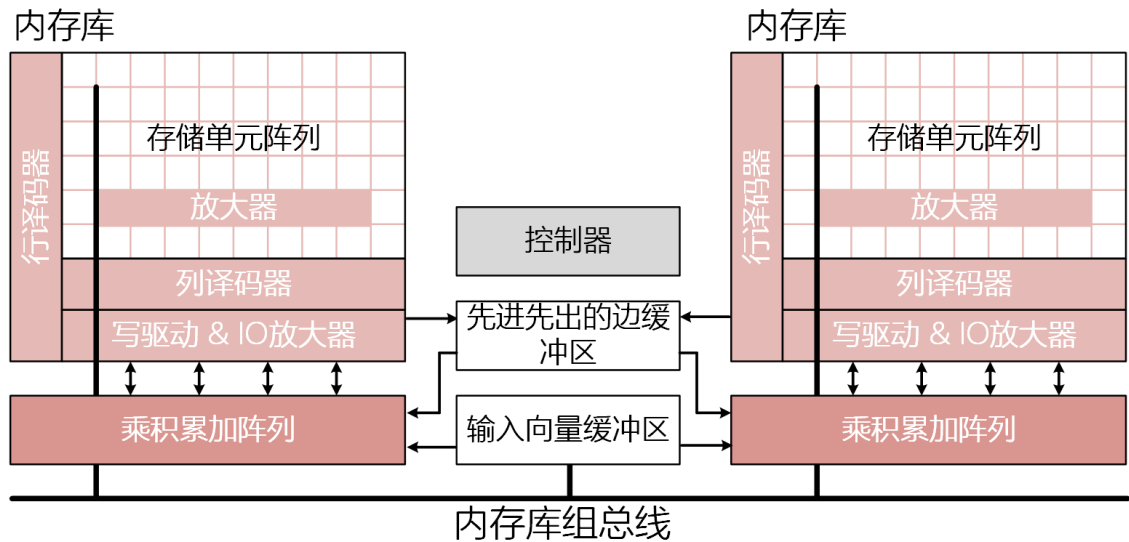 内存库
内存库
行译码器
存储单元阵列
放大器
列译码器
写驱动 & IO放大器
乘积累加阵列
控制器
先进先出的边缓
冲区
输入向量缓冲区
行译码器
存储单元阵列
放大器
列译码器
写驱动 & IO放大器
乘积累加阵列
内存库组总线